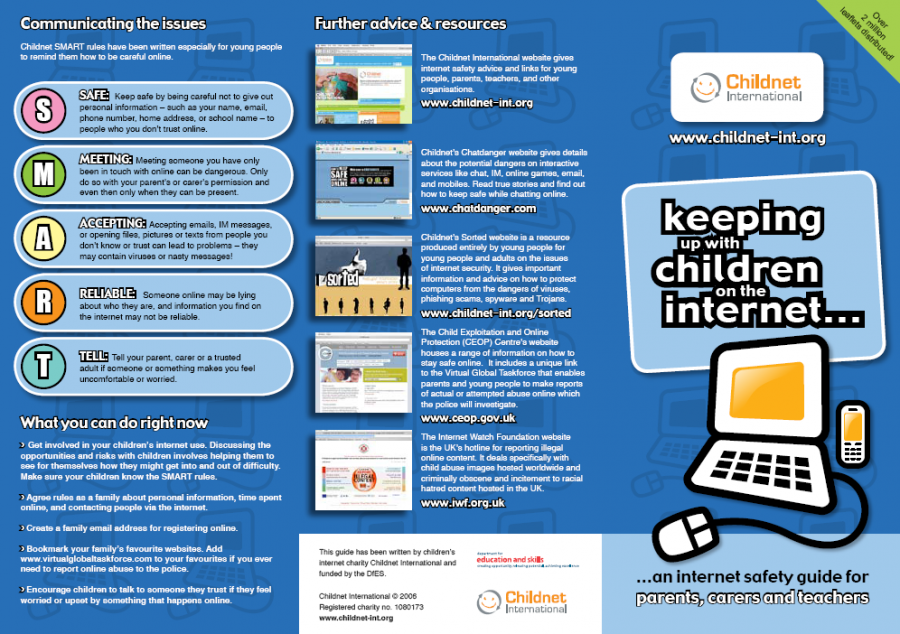 Communicating the issues
Childnet SMART rules have been written especially for young people
to remind them how to be careful online.
S
SAFE: Keep safe by being careful not to give out
personal information – such as your name, email,
phone number, home address, or school name – to
people who you don't trust online.
M
MEETING: Meeting someone you have only
been in touch with online can be dangerous. Only
do so with your parent's or carer's permission and
even then only when they can be present.
A
ACCEPTING: Accepting emails, IM messages,
or opening files, pictures or texts from people you
don't know or trust can lead to problems – they
may contain viruses or nasty messages!
R
RELIABLE: Someone online may be lying
about who they are, and information you find on
the internet may not be reliable.
T
TELL: Tell your parent, carer or a trusted
adult if someone or something makes you feel
uncomfortable or worried.
What you can do right now
› Get involved in your children's internet use. Discussing the
opportunities and risks with children involves helping them to
see for themselves how they might get into and out of difficulty.
Make sure your children know the SMART rules.
› Agree rules as a family about personal information, time spent
online, and contacting people via the internet.
› Create a family email address for registering online.
› Bookmark your family's favourite websites. Add
www.virtualglobaltaskforce.com to your favourites if you ever
need to report online abuse to the police.
› Encourage children to talk to someone they trust if they feel
worried or upset by something that happens online.
Further advice & resources
The Childnet International website gives
internet safety advice and links for young
people, parents, teachers, and other
organisations.
www.childnet-int.org
Childnet's Chatdanger website gives details
about the potential dangers on interactive
services like chat, IM, online games, email,
and mobiles. Read true stories and find out
how to keep safe while chatting online.
www.chatdanger.com
sorted
Childnet's Sorted website is a resource
produced entirely by young people for
young people and adults on the issues
of internet security. It gives important
information and advice on how to protect
computers from the dangers of viruses,
phishing scams, spyware and Trojans.
www.childnet-int.org/sorted
The Child Exploitation and Online
Protection (CEOP) Centre's website
houses a range of information on how to
stay safe online. It includes a unique link
to the Virtual Global Taskforce that enables
parents and young people to make reports
of actual or attempted abuse online which
the police will investigate.
www.ceop.gov.uk
The Internet Watch Foundation website
is the UK's hotline for reporting illegal
online content. It deals specifically with
child abuse images hosted worldwide and
criminally obscene and incitement to racial
hatred content hosted in the UK.
www.iwf.org.uk
This guide has been written by children's
internet charity Childnet International and
funded by the DfES.
Childnet International © 2006
Registered charity no. 1080173
www.childnet-int.org
department for
education and skills
creating opportunity, releasing potential, achieving excellence
Childnet
International
Over
2 million
leaflets distributed!
Childnet
International
www.childnet-int.org
keeping
up with
children
on the
internet...
...an internet safety guide for
parents, carers and teachers